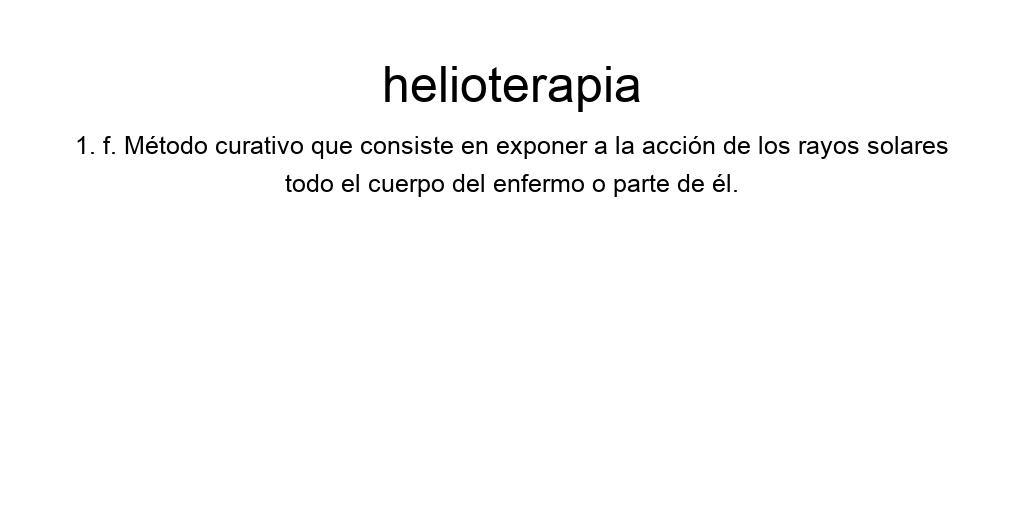 helioterapia
1. f. Método curativo que consiste en exponer a la acción de los rayos solares
todo el cuerpo del enfermo o parte de él.